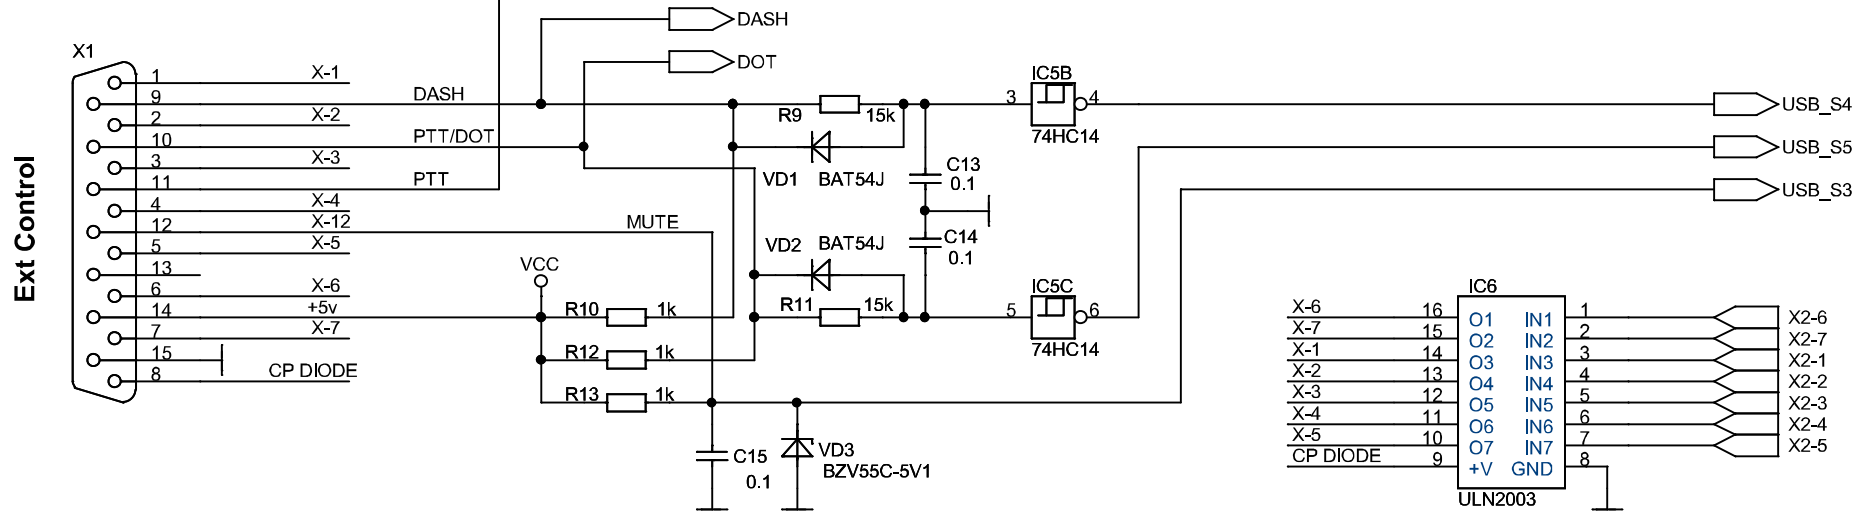 DASH
X1
DOT
1 X-1
IC5B
9 DASH
3 4
USB_S4
R9 15k
2 X-2
74HC14
10 PTT/DOT
USB_S5
3 X-3
C13
VD1 BAT54J
0.1
11 PTT
USB_S3
4 X-4
12 X-12 MUTE
5 X-5
C14
VD2 BAT54J
0.1
13
VCC
6 X-6
IC5C
IC6
14 +5v
R10 1k
R11 15k
5 6
7 X-7
74HC14
15
R12 1k
8 CP DIODE
R13 1k
C15
0.1
VD3
BZV55C-5V1
Ext Control
X-6 16 O1 IN1 1 X2-6
X-7 15 O2 IN2 2 X2-7
X-1 14 O3 IN3 3 X2-1
X-2 13 O4 IN4 4 X2-2
X-3 12 O5 IN5 5 X2-3
X-4 11 O6 IN6 6 X2-4
X-5 10 O7 IN7 7 X2-5
CP DIODE 9 +V GND 8
ULN2003